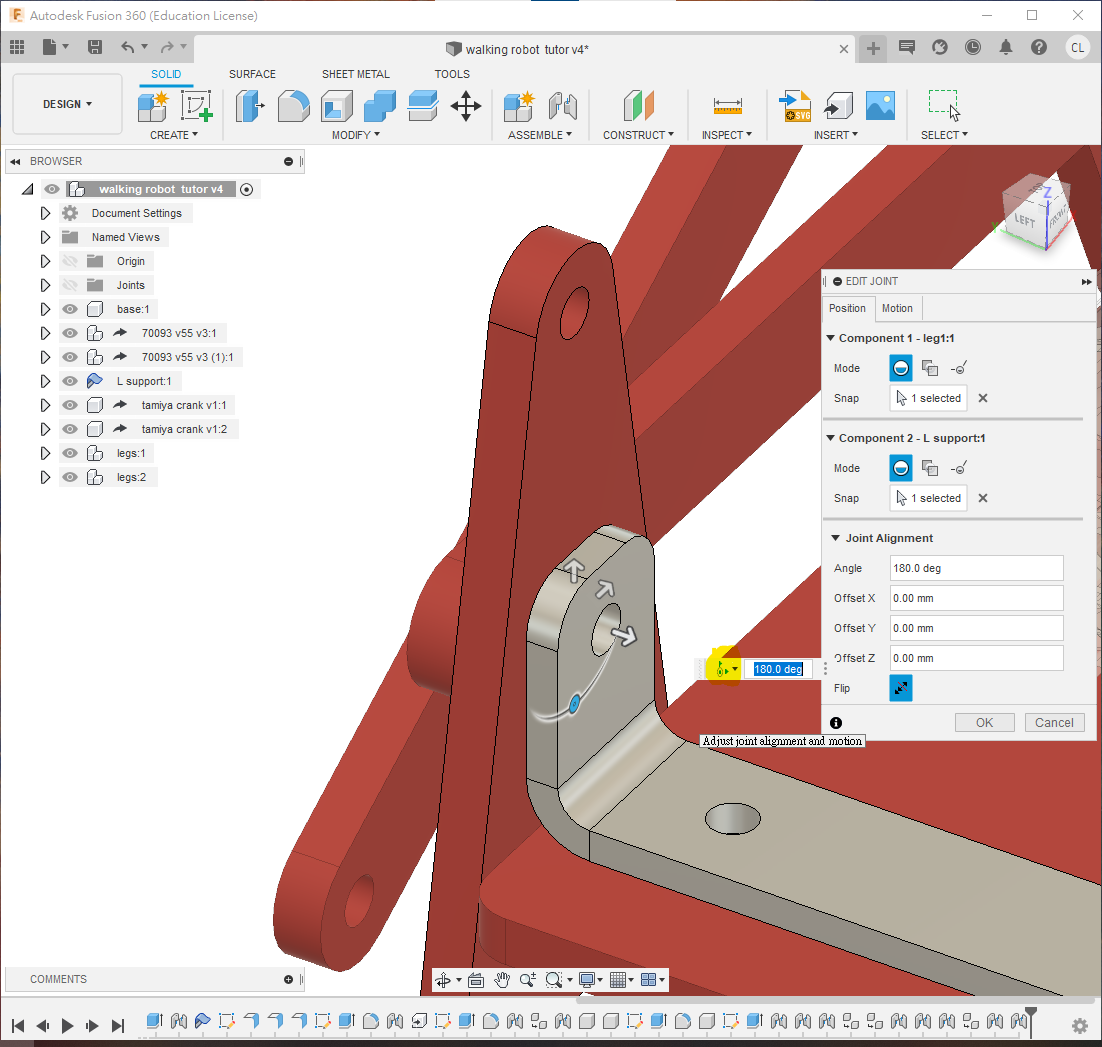 Autodesk Fusion 360 (Education License)
walking robot tutor v4*
CL
SOLID SURFACE SHEET METAL TOOLS
DESIGN
CREATE MODIFY ASSEMBLE CONSTRUCT INSPECT INSERT SELECT
SVG
BROWSER
walking robot tutor v4
Document Settings
Named Views
Origin
Joints
base:1
70093 v55 v3:1
70093 v55 v3 (1):1
L support:1
tamiya crank v1:1
tamiya crank v1:2
legs:1
legs:2
TOP
Z
LEFT
FRONT
Y
EDIT JOINT
Position Motion
Component 1 - leg1:1
Mode
Snap 1 selected
Component 2 - L support:1
Mode
Snap 1 selected
Joint Alignment
Angle 180.0 deg
Offset X 0.00 mm
Offset Y 0.00 mm
Offset Z 0.00 mm
Flip
OK Cancel
180.0 deg
Adjust joint alignment and motion
COMMENTS